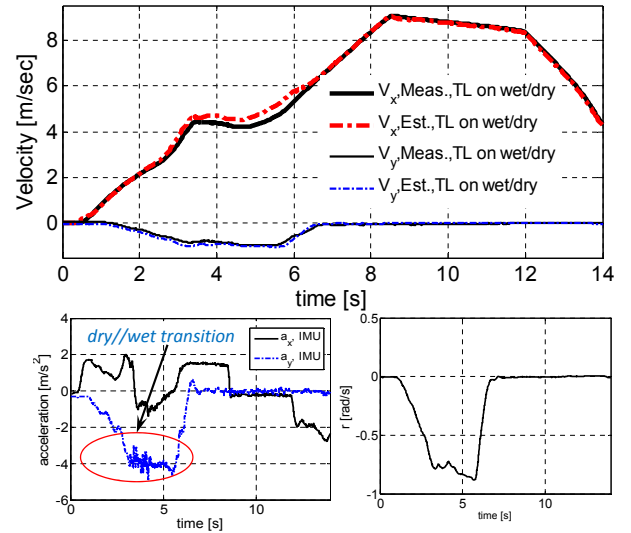 8
6
4
2
0
Velocity [m/sec]
V_x,Meas.,TL on wet/dry
V_x,Est.,TL on wet/dry
V_y,Meas.,TL on wet/dry
V_y,Est.,TL on wet/dry
0 2 4 6 8 10 12 14
time [s]
dry//wet transition
a_x, IMU
a_y, IMU
4
2
0
-2
-4
-6
acceleration [m/s²]
0 5 10
time [s]
0
-0.5
-1
r [rad/s]
0 5 10
time [s]